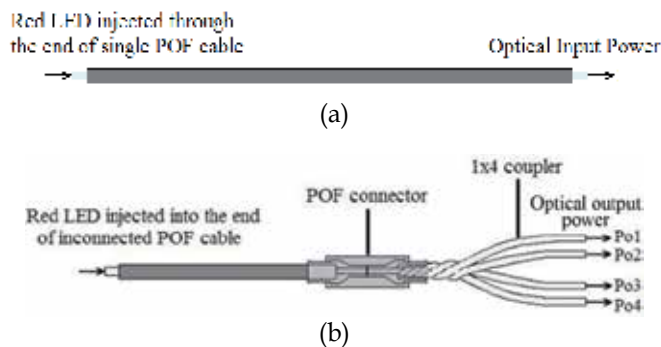 Red LED injected through
the end of single POF cable
Optical Input Power
(a)
1x4 coupler
POF connector
Optical output
power
Red LED injected into the end
of inconnected POF cable
Po1
Po2
Po3
Po4
(b)